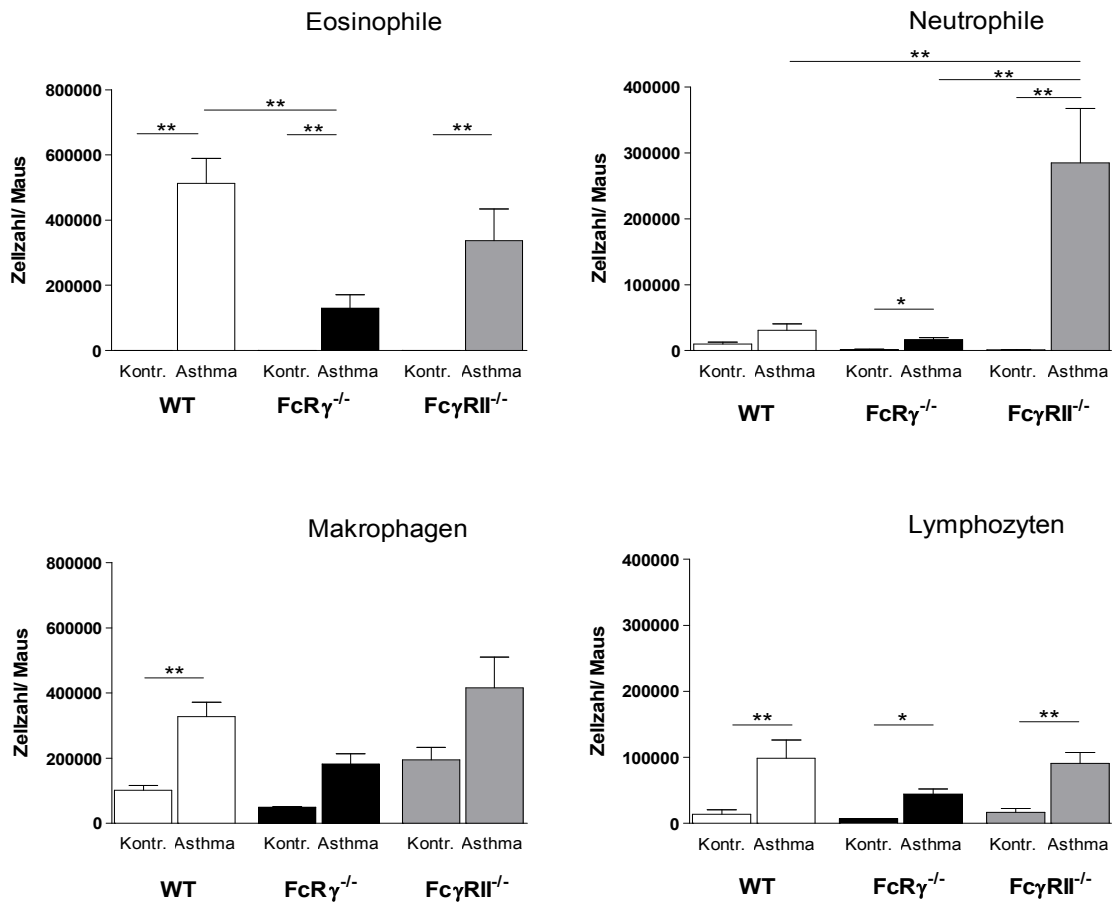 Eosinophile
Zellzahl/ Maus
800000
600000
400000
200000
0
**
**
**
**
Kontr. Asthma Kontr. Asthma Kontr. Asthma
WT FcRγ-/- FcγRII-/-
Neutrophile
Zellzahl/ Maus
400000
300000
200000
100000
0
**
**
**
*
Kontr. Asthma Kontr. Asthma Kontr. Asthma
WT FcRγ-/- FcγRII-/-
Makrophagen
Zellzahl/ Maus
800000
600000
400000
200000
0
**
Kontr. Asthma Kontr. Asthma Kontr. Asthma
WT FcRγ-/- FcγRII-/-
Lymphozyten
Zellzahl/ Maus
400000
300000
200000
100000
0
**
*
**
Kontr. Asthma Kontr. Asthma Kontr. Asthma
WT FcRγ-/- FcγRII-/-